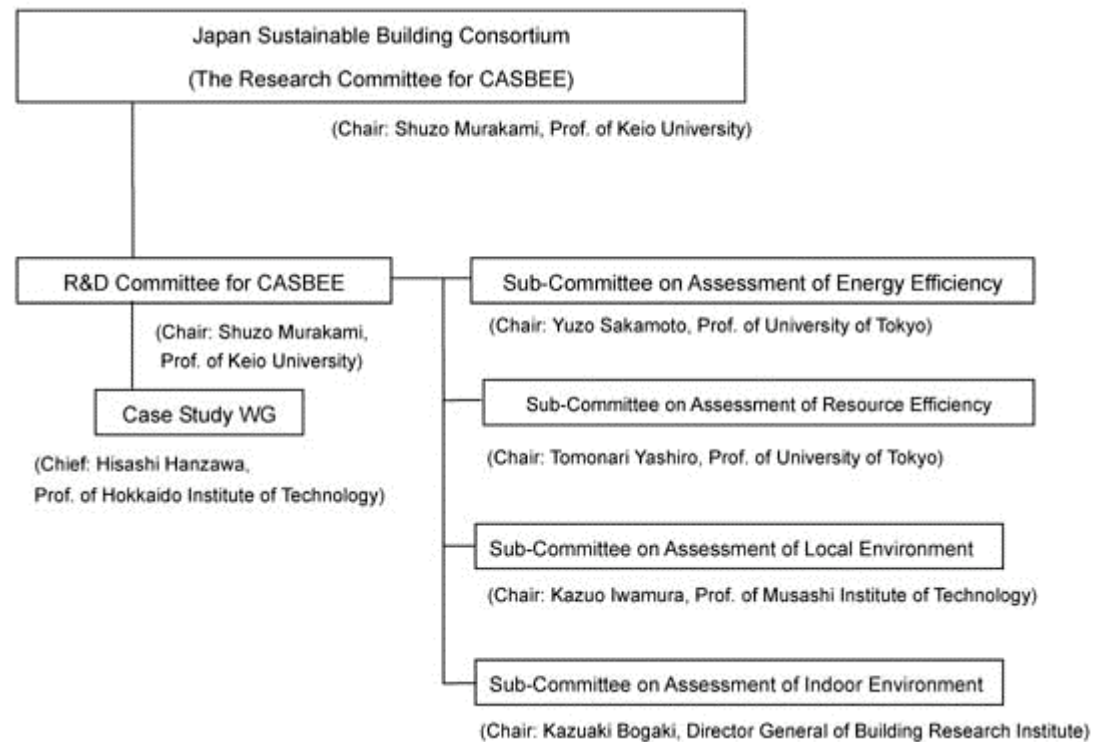 Japan Sustainable Building Consortium
(The Research Committee for CASBEE)
(Chair: Shuzo Murakami, Prof. of Keio University)
R&D Committee for CASBEE
(Chair: Shuzo Murakami,
Prof. of Keio University)
Case Study WG
(Chief: Hisashi Hanzawa,
Prof. of Hokkaido Institute of Technology)
Sub-Committee on Assessment of Energy Efficiency
(Chair: Yuzo Sakamoto, Prof. of University of Tokyo)
Sub-Committee on Assessment of Resource Efficiency
(Chair: Tomonari Yashiro, Prof. of University of Tokyo)
Sub-Committee on Assessment of Local Environment
(Chair: Kazuo Iwamura, Prof. of Musashi Institute of Technology)
Sub-Committee on Assessment of Indoor Environment
(Chair: Kazuaki Bogaki, Director General of Building Research Institute)